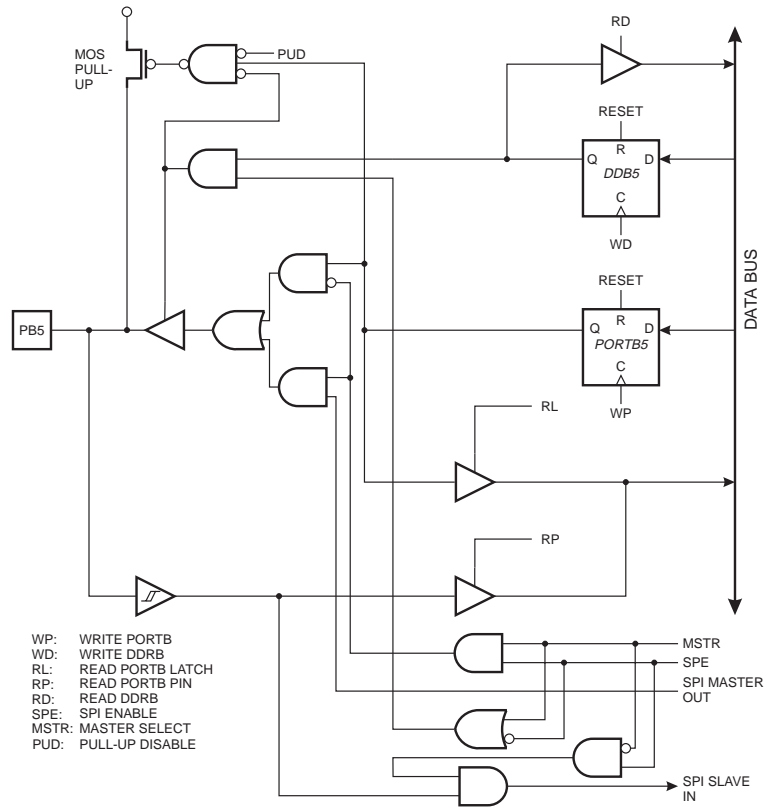 RD
MOS
PULL-
UP
PUD
RESET
R
Q
D
DDB5
C
WD
RESET
R
PB5
Q
D
PORTB5
C
WP
DATA BUS
RL
RP
WP: WRITE PORTB
WD: WRITE DDRB
RL: READ PORTB LATCH
RP: READ PORTB PIN
RD: READ DDRB
SPE: SPI ENABLE
MSTR: MASTER SELECT
PUD: PULL-UP DISABLE
MSTR
SPE
SPI MASTER
OUT
SPI SLAVE
IN